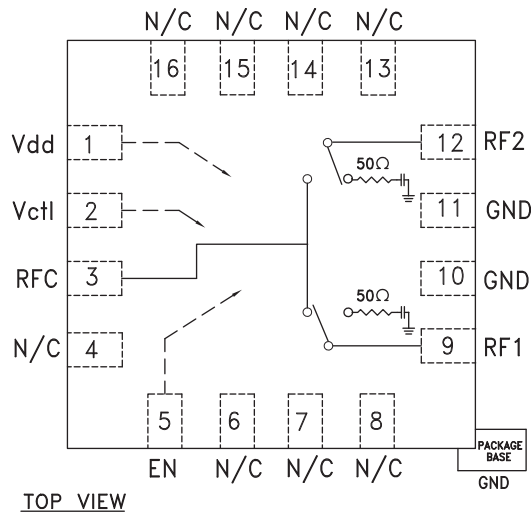 N/C N/C N/C N/C
16 15 14 13
Vdd 1 12 RF2
50Ω
Vctl 2 11 GND
RFC 3 10 GND
50Ω
N/C 4 9 RF1
5 6 7 8
EN N/C N/C N/C
PACKAGE
BASE
GND
TOP VIEW